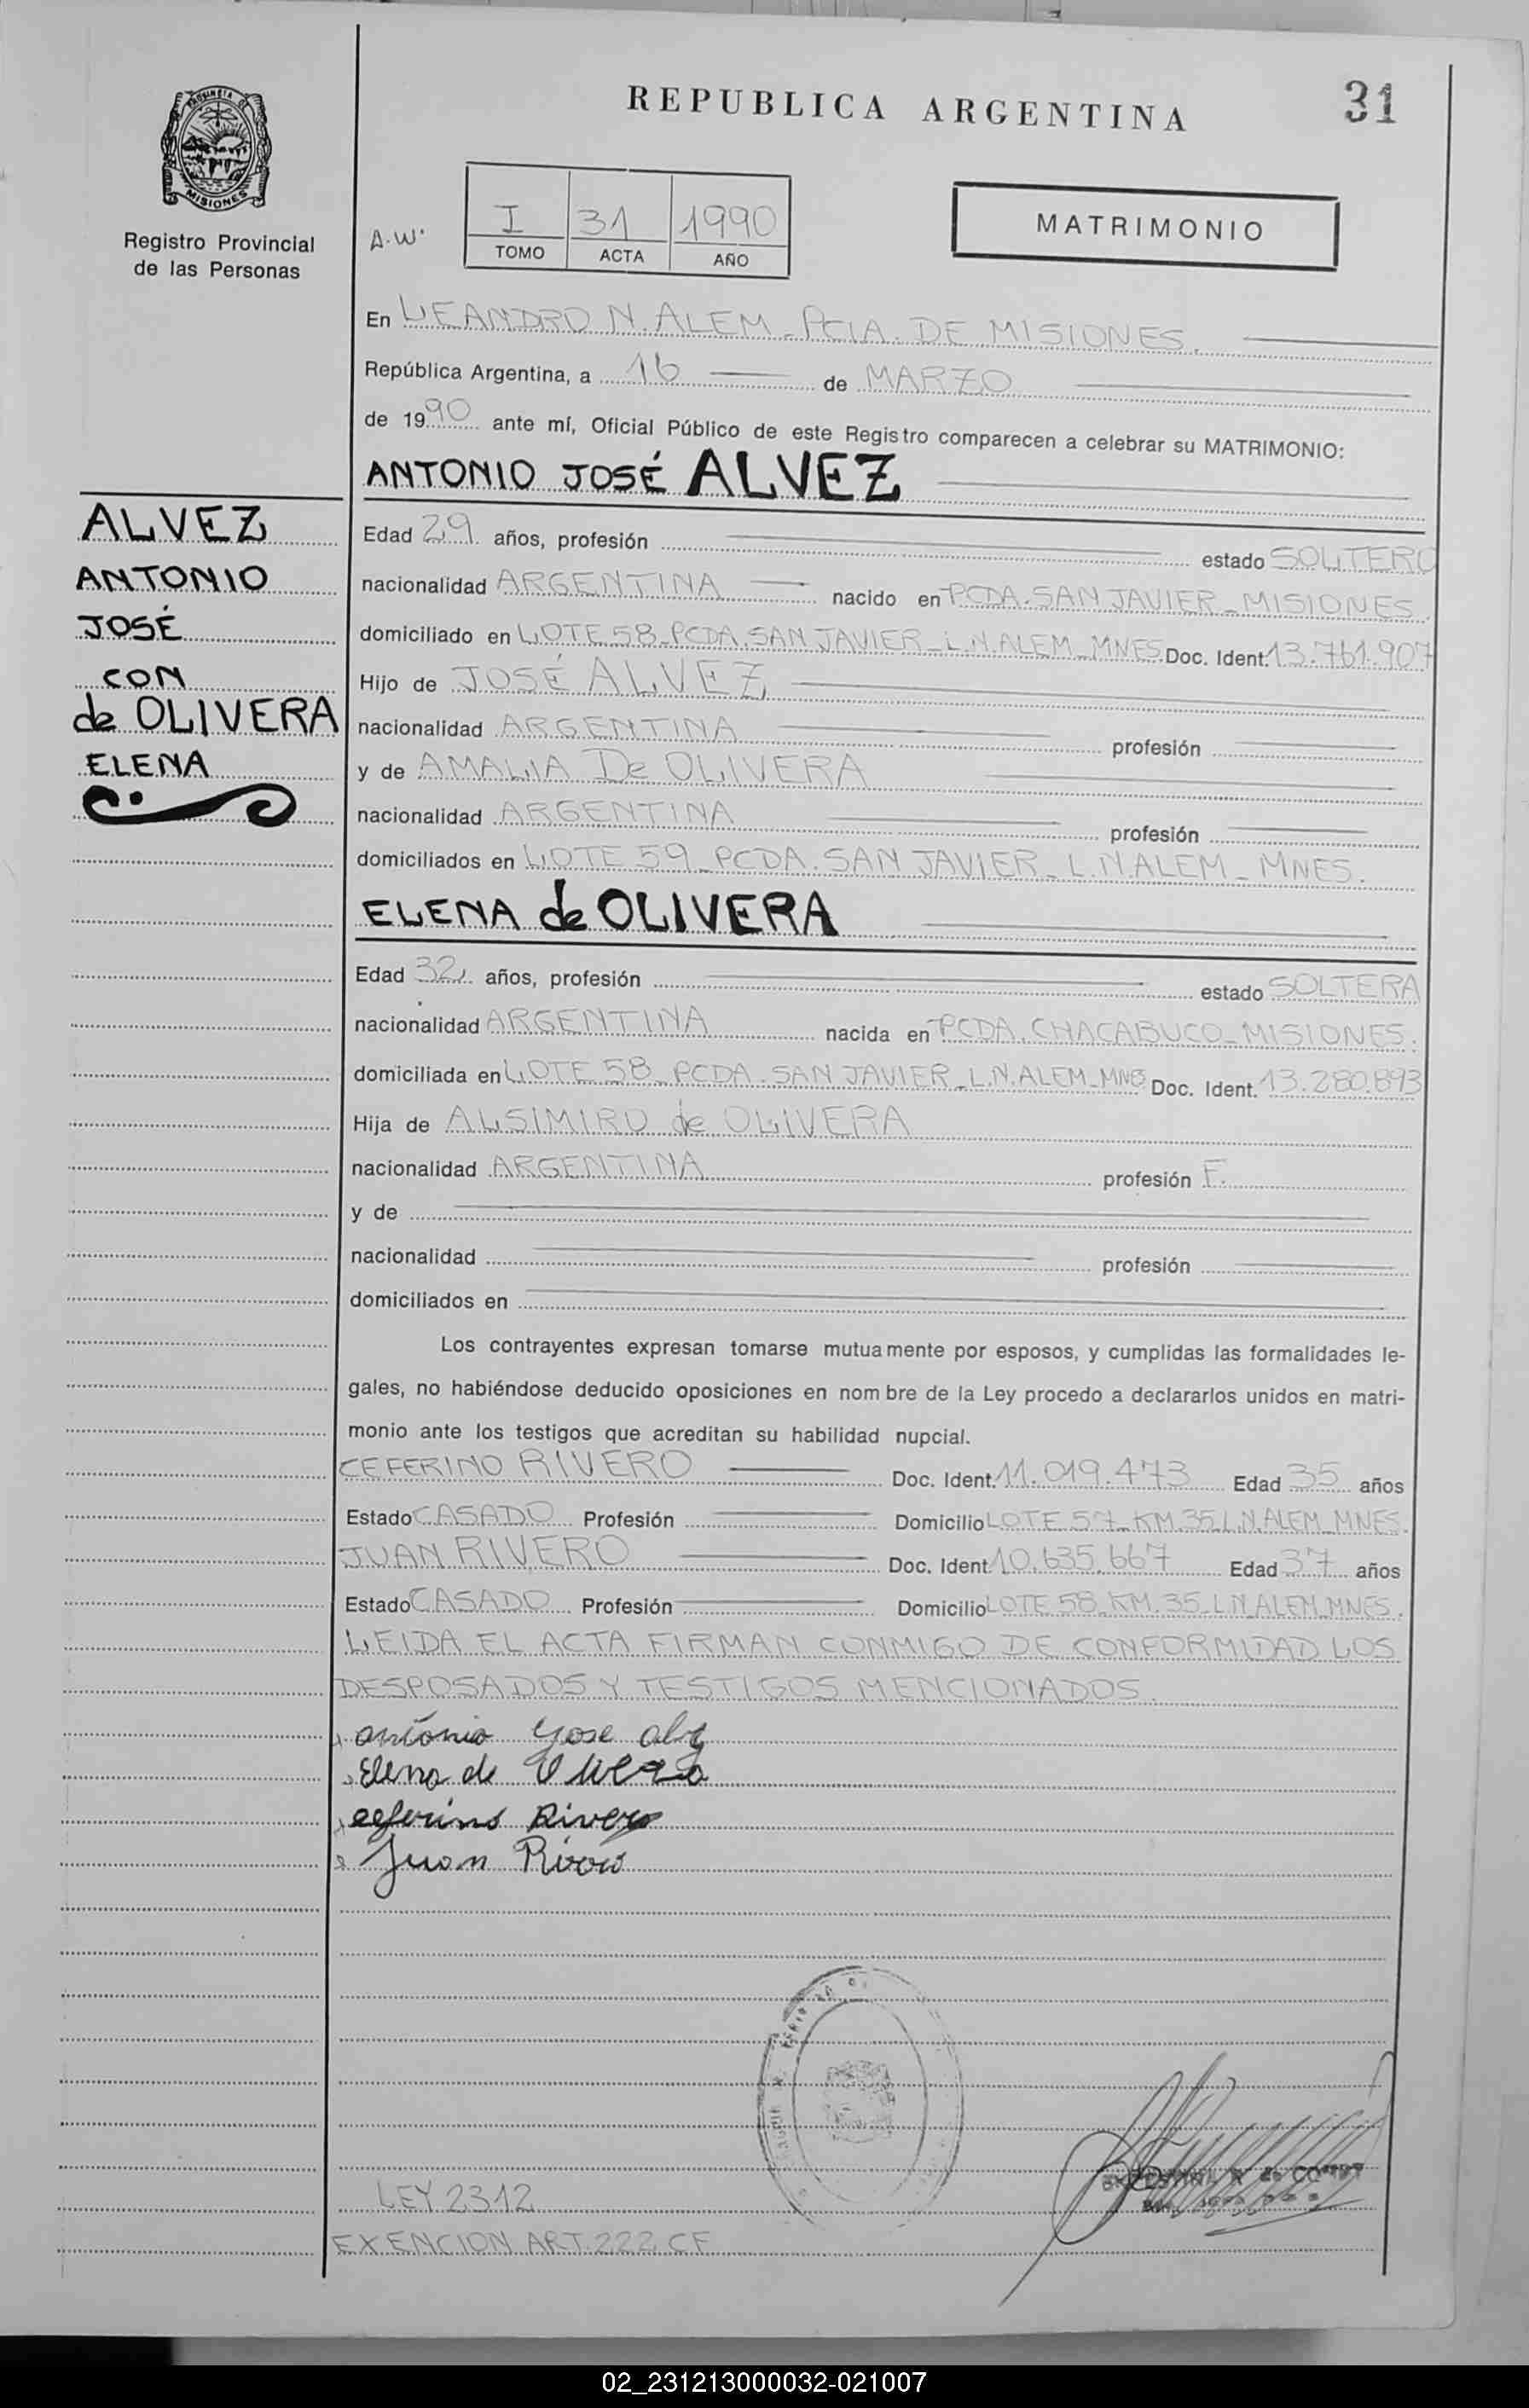 REPUBLICA ARGENTINA
31
PROVINCIA DE
MISIONES
Registro Provincial
de las Personas
A.W.
I 31 1990
TOMO ACTA AÑO
MATRIMONIO
En LEANDRO N. ALEM - PCIA. DE MISIONES.
República Argentina, a 16 de MARZO
de 1990 ante mí, Oficial Público de este Registro comparecen a celebrar su MATRIMONIO:
ANTONIO JOSÉ ALVEZ
ALVEZ
ANTONIO
JOSÉ
CON
de OLIVERA
ELENA
Edad 29 años, profesión estado SOLTERO
nacionalidad ARGENTINA nacido en PCDA. SAN JAVIER - MISIONES.
domiciliado en LOTE 58 - PCDA. SAN JAVIER - L.N. ALEM - MNES. Doc. Ident. 13.761.907
Hijo de JOSÉ ALVEZ
nacionalidad ARGENTINA profesión
y de AMALIA De OLIVERA
nacionalidad ARGENTINA profesión
domiciliados en LOTE 59 - PCDA. SAN JAVIER - L.N. ALEM - MNES.
ELENA de OLIVERA
Edad 32 años, profesión estado SOLTERA
nacionalidad ARGENTINA nacida en PCDA. CHACABUCO - MISIONES.
domiciliada en LOTE 58 - PCDA. SAN JAVIER - L.N. ALEM - MNES Doc. Ident. 13.280.893
Hija de ALSIMIRO de OLIVERA
nacionalidad ARGENTINA profesión F.
y de
nacionalidad profesión
domiciliados en
Los contrayentes expresan tomarse mutuamente por esposos, y cumplidas las formalidades le-
gales, no habiéndose deducido oposiciones en nombre de la Ley procedo a declararlos unidos en matri-
monio ante los testigos que acreditan su habilidad nupcial.
CEFERINO RIVERO Doc. Ident. 11.019.473 Edad 35 años
Estado CASADO Profesión Domicilio LOTE 57 - KM. 35 - L.N. ALEM - MNES.
JUAN RIVERO Doc. Ident. 10.635.667 Edad 37 años
Estado CASADO Profesión Domicilio LOTE 58 - KM. 35 - L.N. ALEM - MNES.
LEIDA EL ACTA FIRMAN CONMIGO DE CONFORMIDAD LOS
DESPOSADOS Y TESTIGOS MENCIONADOS.
antonio Yose
Elena de Olivera
ceferino Rivero
Juan Rivero
LEY 2312
EXENCION ART. 222 CF
02_231213000032-021007